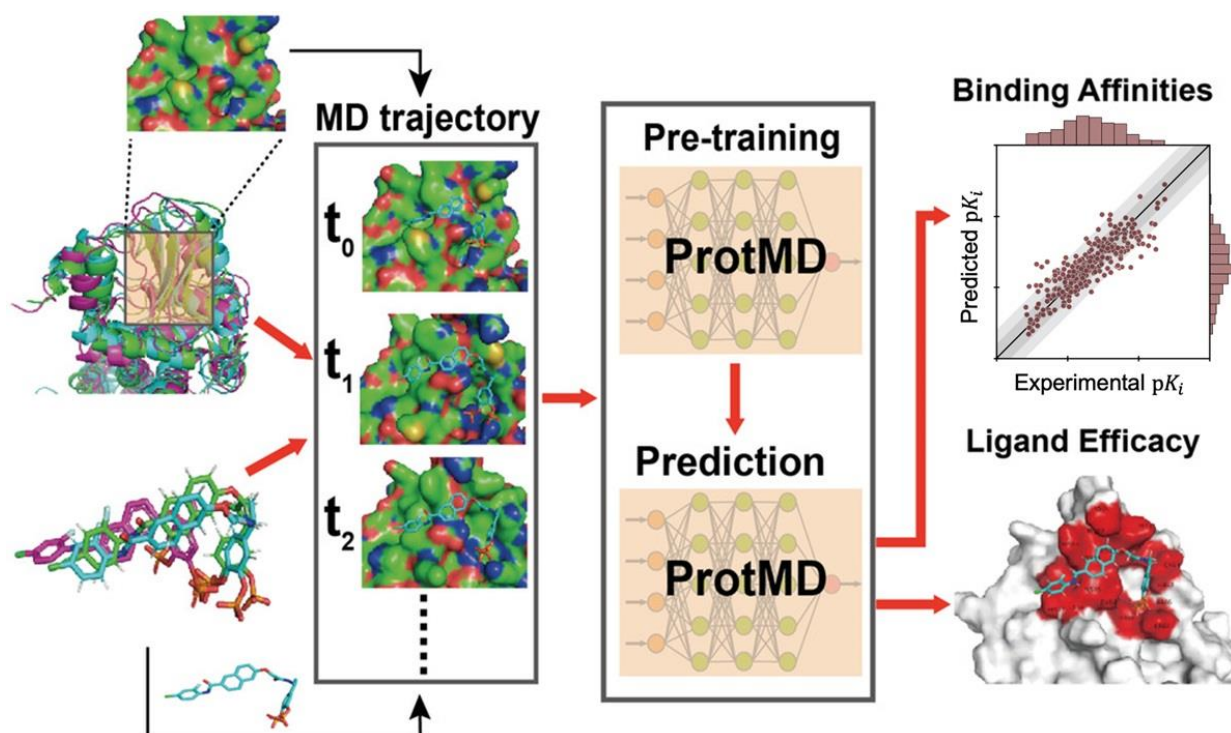 MD trajectory
t0
t1
t2
Pre-training
ProtMD
Prediction
ProtMD
Binding Affinities
Predicted pKi
Experimental pKi
Ligand Efficacy